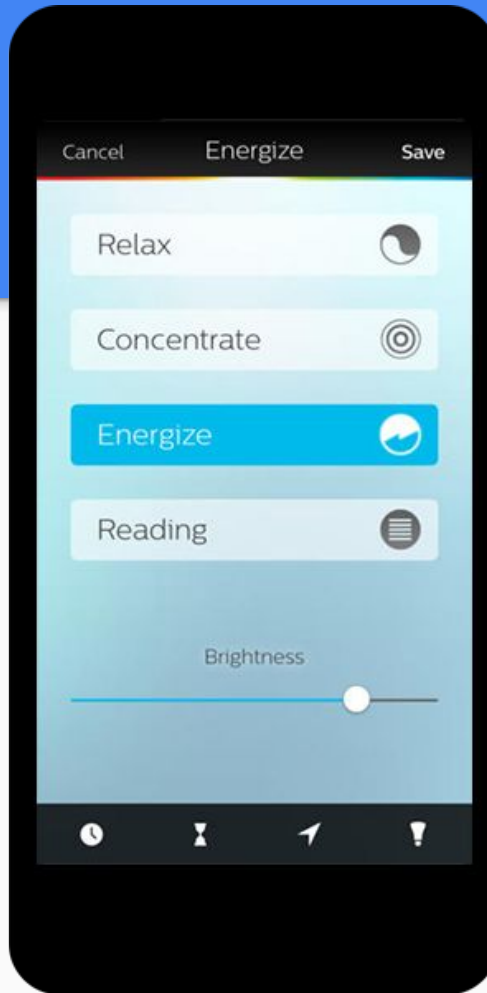 Cancel Energize Save
Relax
Concentrate
Energize
Reading
Brightness